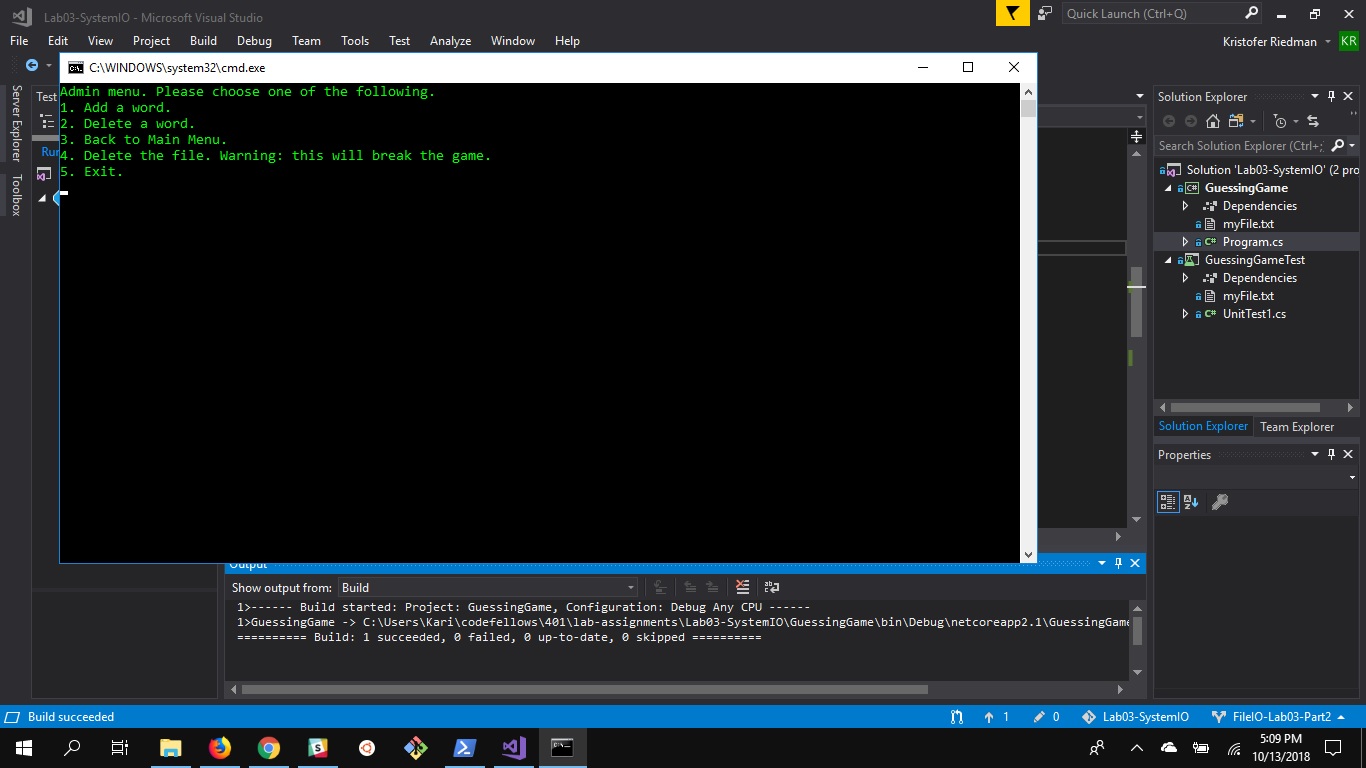 Lab03-SystemIO - Microsoft Visual Studio
Quick Launch (Ctrl+Q)
File Edit View Project Build Debug Team Tools Test Analyze Window Help
Kristofer Riedman KR
C:\WINDOWS\system32\cmd.exe
Admin menu. Please choose one of the following.
1. Add a word.
2. Delete a word.
3. Back to Main Menu.
4. Delete the file. Warning: this will break the game.
5. Exit.
Server Explorer
Toolbox
Test
Run
Solution Explorer
Search Solution Explorer (Ctrl+;
Solution 'Lab03-SystemIO' (2 pro
GuessingGame
Dependencies
myFile.txt
C# Program.cs
GuessingGameTest
Dependencies
myFile.txt
C# UnitTest1.cs
Solution Explorer Team Explorer
Properties
Output
Show output from: Build
1>------ Build started: Project: GuessingGame, Configuration: Debug Any CPU ------
1>GuessingGame -> C:\Users\Kari\codefellows\401\lab-assignments\Lab03-SystemIO\GuessingGame\bin\Debug\netcoreapp2.1\GuessingGame
========== Build: 1 succeeded, 0 failed, 0 up-to-date, 0 skipped ==========
Build succeeded
1 0 Lab03-SystemIO FileIO-Lab03-Part2
5:09 PM
10/13/2018